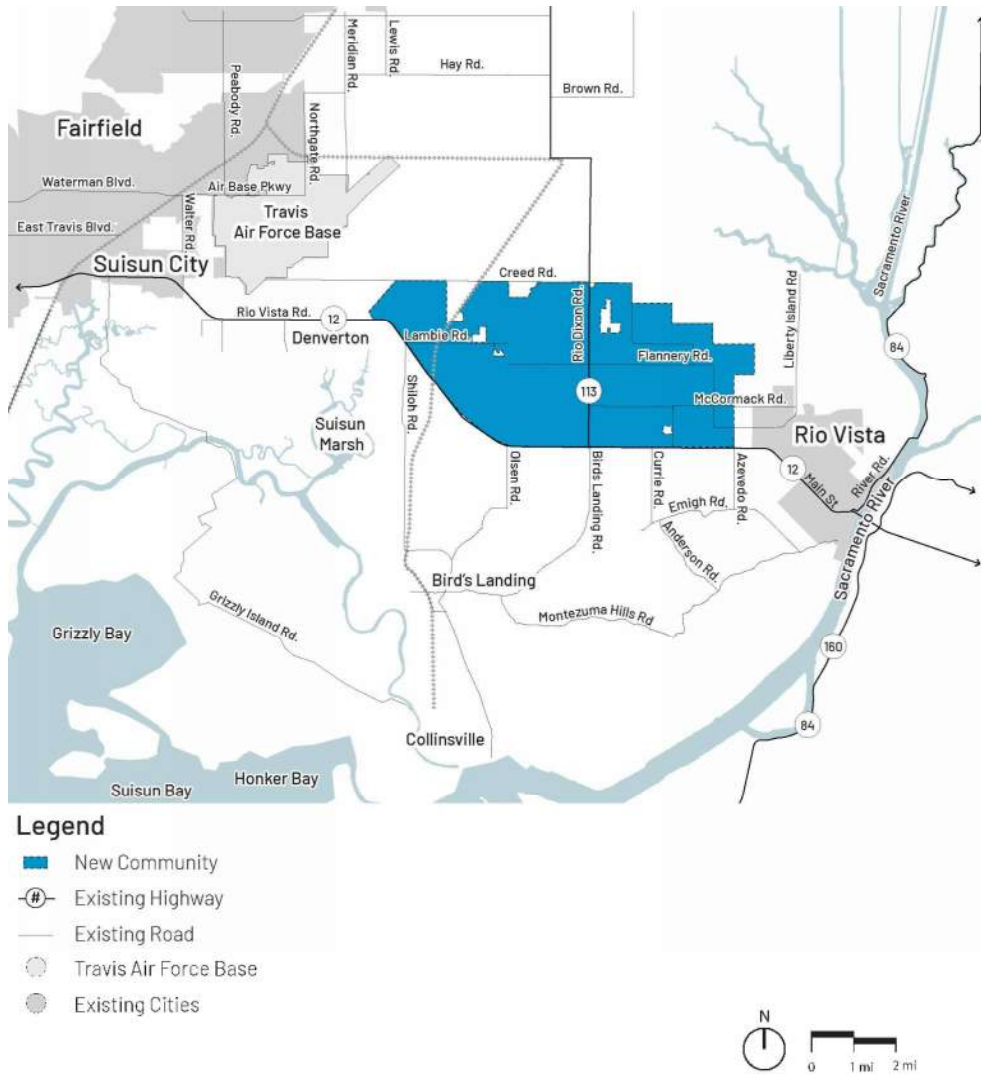 Meridian Rd.
Lewis Rd.
Hay Rd.
Peabody Rd.
Brown Rd.
Northgate Rd.
Fairfield
Waterman Blvd.
Air Base Pkwy
Travis
Air Force Base
East Travis Blvd.
Walter Rd.
Suisun City
Sacramento River
Creed Rd.
Rio Vista Rd.
12
Denverton
Lambie Rd.
Rio Dixon Rd.
Flannery Rd.
Liberty Island Rd
84
Shiloh Rd.
113
McCormack Rd.
Suisun
Marsh
Rio Vista
Olsen Rd.
Birds Landing Rd.
Currie Rd.
Azevedo Rd.
12
Main St.
River Rd.
Emigh Rd.
Anderson Rd.
Sacramento River
Bird's Landing
Montezuma Hills Rd
Grizzly Island Rd.
Grizzly Bay
160
84
Collinsville
Honker Bay
Suisun Bay
Legend
New Community
# Existing Highway
Existing Road
Travis Air Force Base
Existing Cities
N
0 1 mi 2 mi